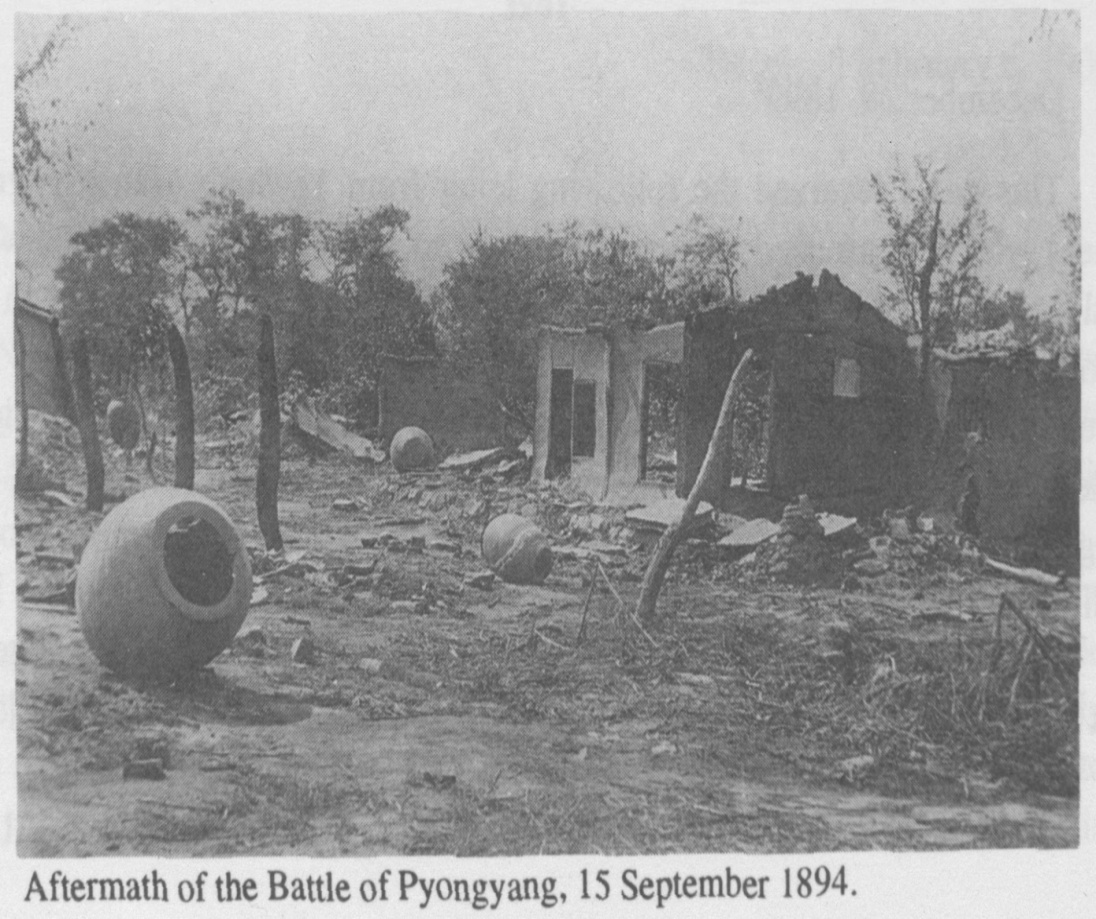 Aftermath of the Battle of Pyongyang, 15 September 1894.